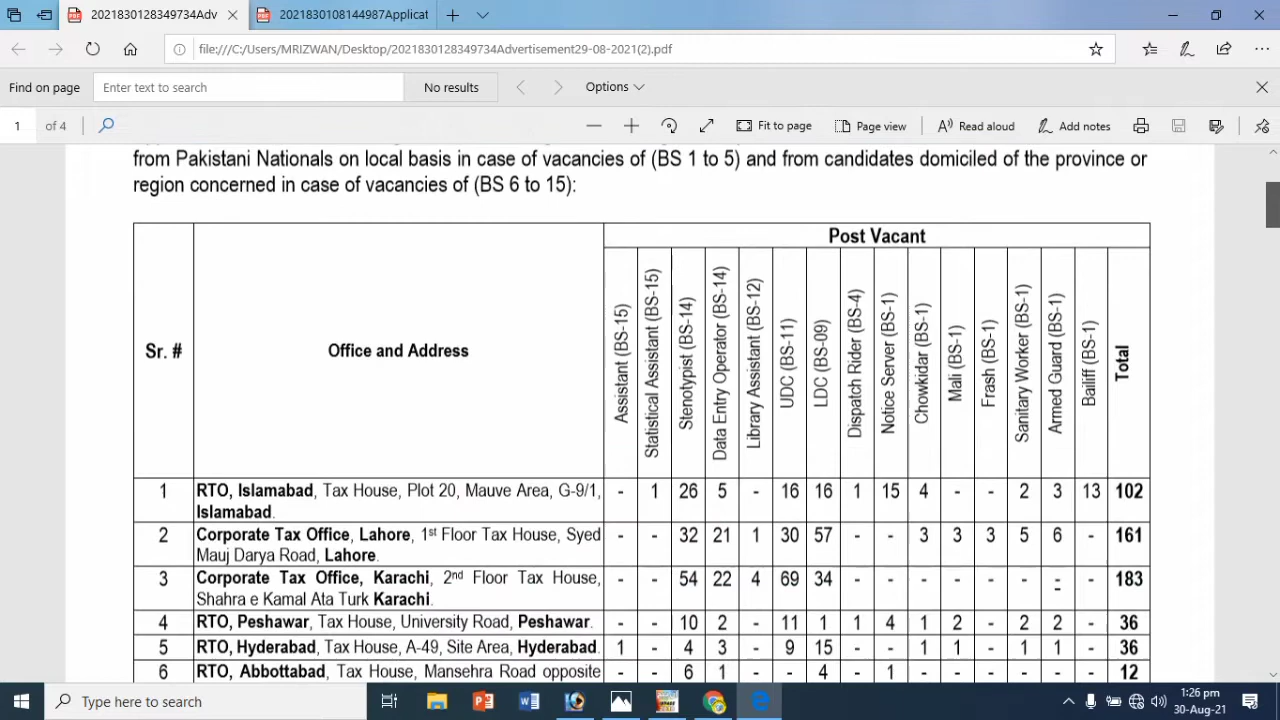 2021830128349734Adv
2021830108144987Applicat
file:///C:/Users/MRIZWAN/Desktop/2021830128349734Advertisement29-08-2021(2).pdf
Find on page
Enter text to search
No results
Options
1 of 4
Fit to page
Page view
Read aloud
Add notes
from Pakistani Nationals on local basis in case of vacancies of (BS 1 to 5) and from candidates domiciled of the province or
region concerned in case of vacancies of (BS 6 to 15):
Post Vacant
Sr. #
Office and Address
Assistant (BS-15)
Statistical Assistant (BS-15)
Stenotypist (BS-14)
Data Entry Operator (BS-14)
Library Assistant (BS-12)
UDC (BS-11)
LDC (BS-09)
Dispatch Rider (BS-4)
Notice Server (BS-1)
Chowkidar (BS-1)
Mali (BS-1)
Frash (BS-1)
Sanitary Worker (BS-1)
Armed Guard (BS-1)
Bailiff (BS-1)
Total
1 RTO, Islamabad, Tax House, Plot 20, Mauve Area, G-9/1, - 1 26 5 - 16 16 1 15 4 - - 2 3 13 102
Islamabad.
2 Corporate Tax Office, Lahore, 1st Floor Tax House, Syed - - 32 21 1 30 57 - - 3 3 3 5 6 - 161
Mauj Darya Road, Lahore.
3 Corporate Tax Office, Karachi, 2nd Floor Tax House, - - 54 22 4 69 34 - - - - - - - - 183
Shahra e Kamal Ata Turk Karachi.
4 RTO, Peshawar, Tax House, University Road, Peshawar. - - 10 2 - 11 1 1 4 1 2 - 2 2 - 36
5 RTO, Hyderabad, Tax House, A-49, Site Area, Hyderabad. 1 - 4 3 - 9 15 - - 1 1 - 1 1 - 36
6 RTO, Abbottabad, Tax House, Mansehra Road opposite - - 6 1 - - 4 - 1 - - - - - - 12
Type here to search
1:26 pm
30-Aug-21